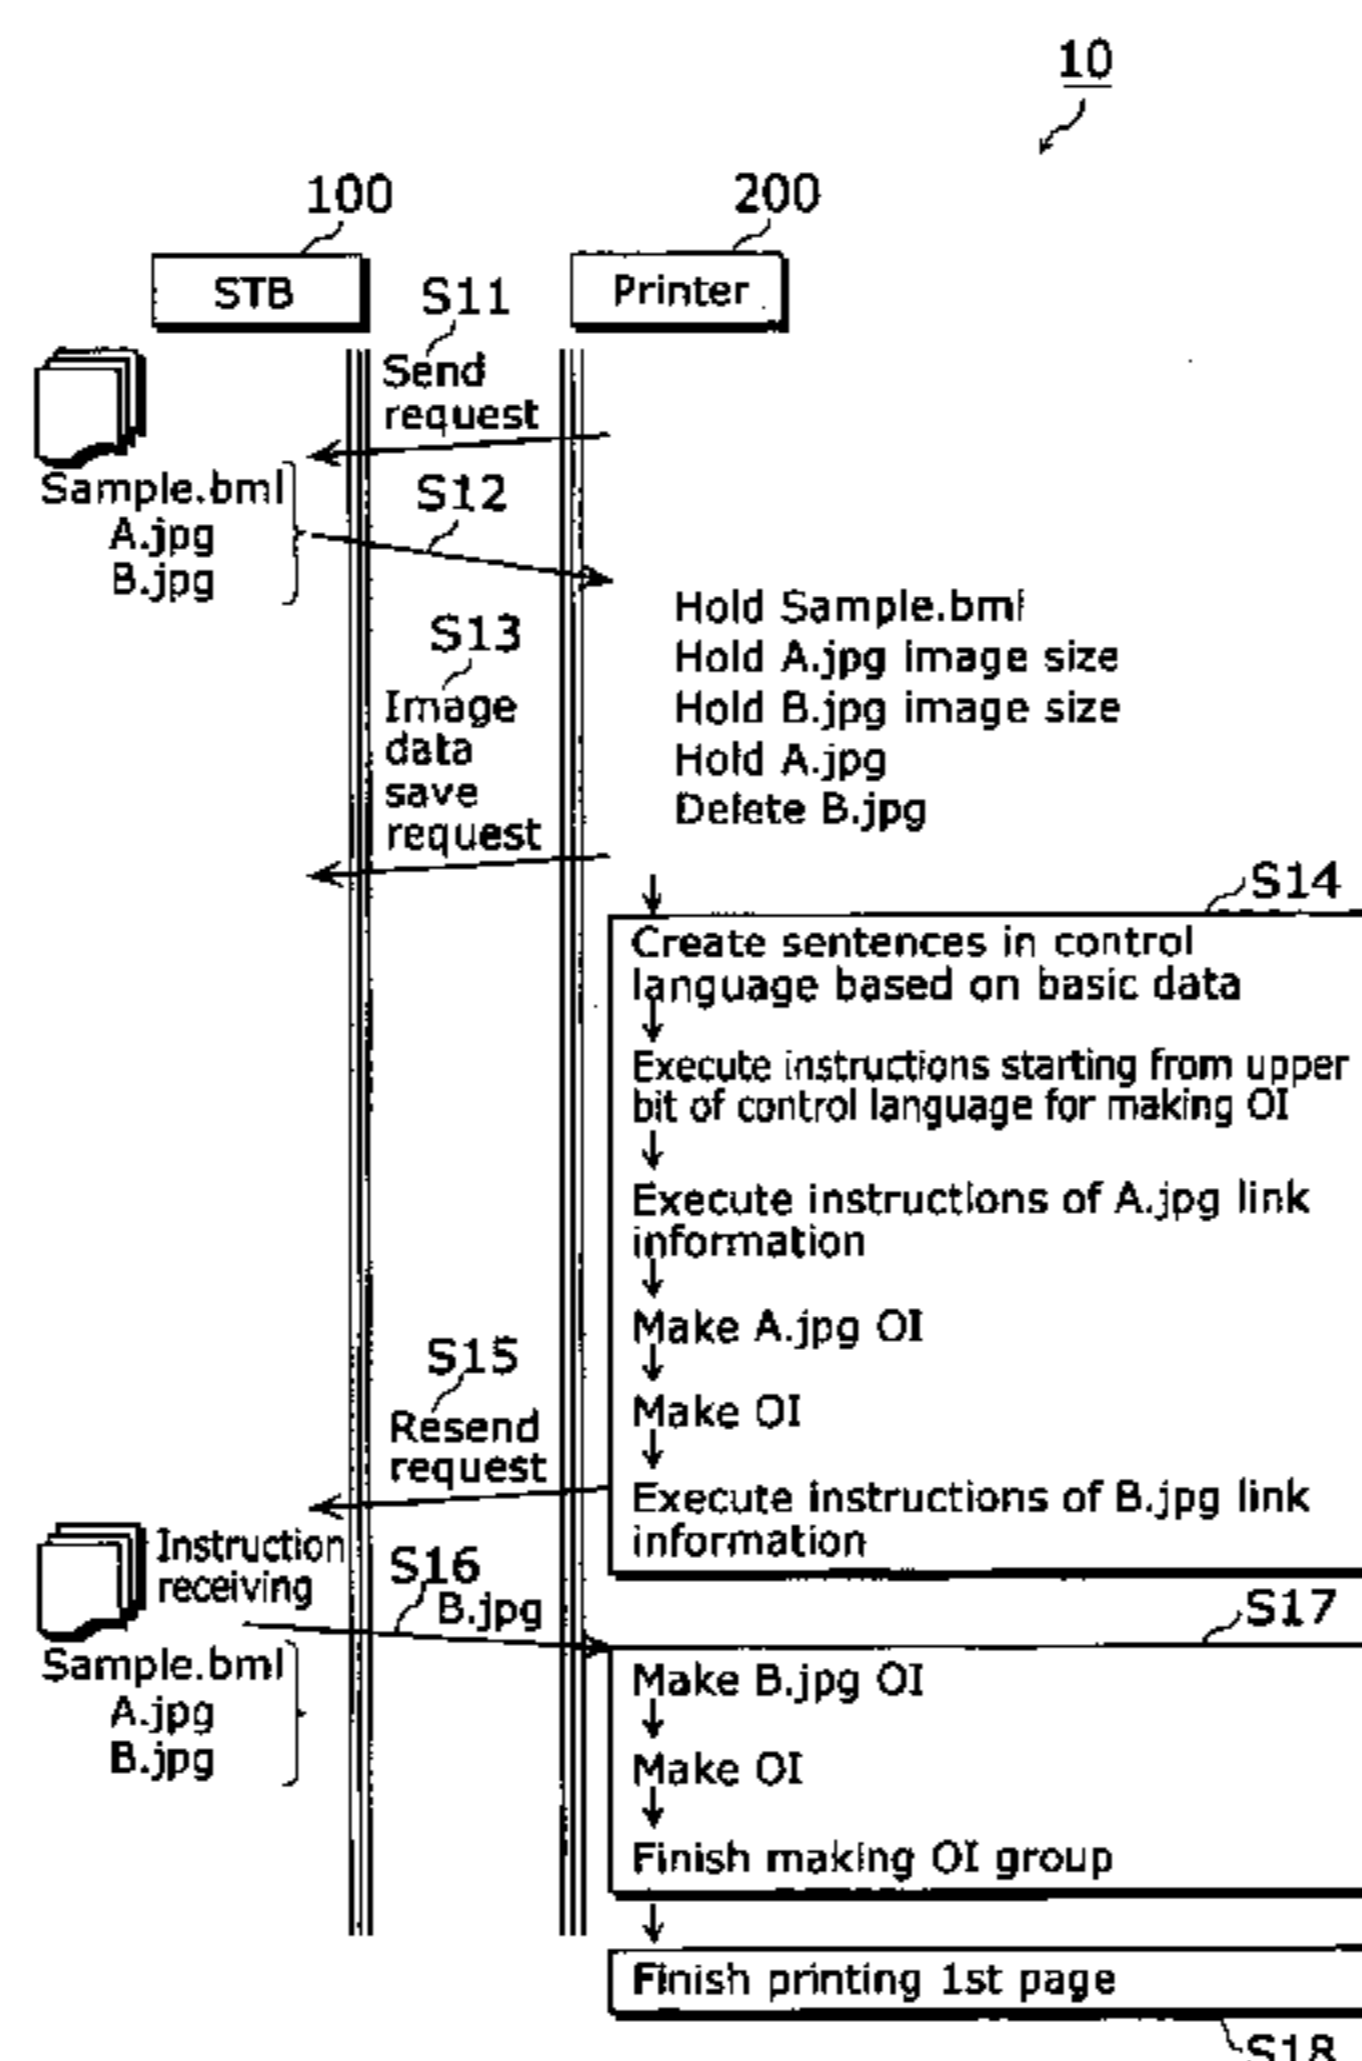 10
100
200
STB
Printer
S11
Send
request
Sample.bml
A.jpg
B.jpg
S12
Hold Sample.bml
Hold A.jpg image size
Hold B.jpg image size
Hold A.jpg
Delete B.jpg
S13
Image
data
save
request
S14
Create sentences in control
language based on basic data
Execute instructions starting from upper
bit of control language for making OI
Execute instructions of A.jpg link
information
Make A.jpg OI
Make OI
Execute instructions of B.jpg link
information
S15
Resend
request
Instruction
receiving
Sample.bml
A.jpg
B.jpg
S16
B.jpg
S17
Make B.jpg OI
Make OI
Finish making OI group
Finish printing 1st page
S18